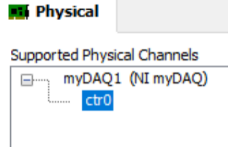 Physical
Supported Physical Channels
myDAQ1 (NI myDAQ)
ctr0